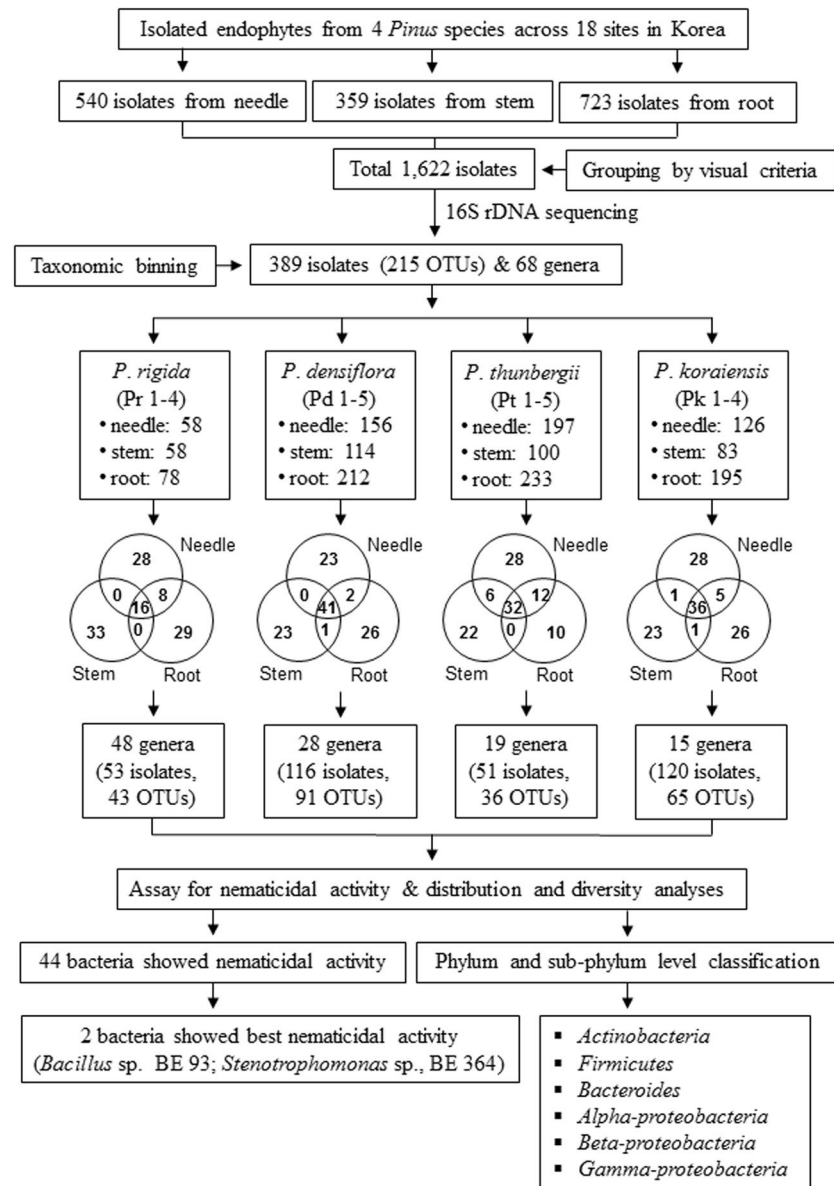 Isolated endophytes from 4 Pinus species across 18 sites in Korea
540 isolates from needle
359 isolates from stem
723 isolates from root
Total 1,622 isolates
Grouping by visual criteria
16S rDNA sequencing
Taxonomic binning
389 isolates (215 OTUs) & 68 genera
P. rigida
(Pr 1-4)
• needle: 58
• stem: 58
• root: 78
P. densiflora
(Pd 1-5)
• needle: 156
• stem: 114
• root: 212
P. thunbergii
(Pt 1-5)
• needle: 197
• stem: 100
• root: 233
P. koraiensis
(Pk 1-4)
• needle: 126
• stem: 83
• root: 195
Needle
28
0 8
16
33 0 29
Stem Root
Needle
23
0 2
41
23 1 26
Stem Root
Needle
28
6 12
32
22 0 10
Stem Root
Needle
28
1 5
36
23 1 26
Stem Root
48 genera
(53 isolates,
43 OTUs)
28 genera
(116 isolates,
91 OTUs)
19 genera
(51 isolates,
36 OTUs)
15 genera
(120 isolates,
65 OTUs)
Assay for nematicidal activity & distribution and diversity analyses
44 bacteria showed nematicidal activity
Phylum and sub-phylum level classification
2 bacteria showed best nematicidal activity
(Bacillus sp. BE 93; Stenotrophomonas sp., BE 364)
▪ Actinobacteria
▪ Firmicutes
▪ Bacteroides
▪ Alpha-proteobacteria
▪ Beta-proteobacteria
▪ Gamma-proteobacteria